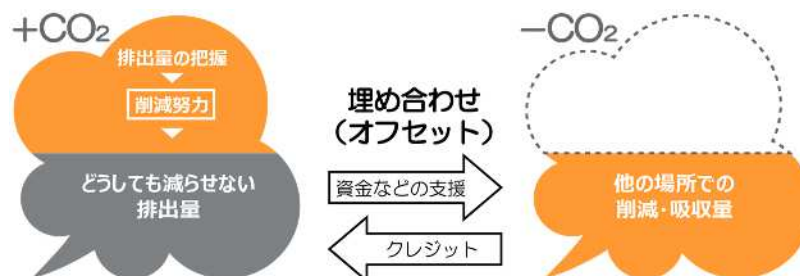 +CO2
排出量の把握
削減努力
どうしても減らせない
排出量
埋め合わせ
（オフセット）
資金などの支援
クレジット
-CO2
他の場所での
削減・吸収量